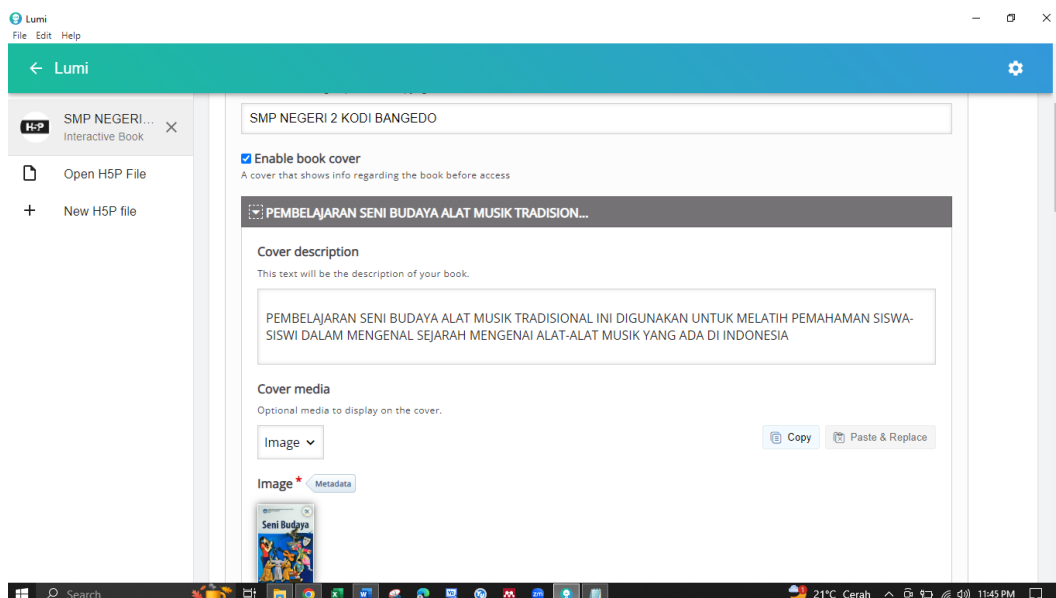 Lumi
File Edit Help
Lumi
SMP NEGERI...
Interactive Book
Open H5P File
New H5P file
SMP NEGERI 2 KODI BANGEDO
Enable book cover
A cover that shows info regarding the book before access
PEMBELAJARAN SENI BUDAYA ALAT MUSIK TRADISION...
Cover description
This text will be the description of your book.
PEMBELAJARAN SENI BUDAYA ALAT MUSIK TRADISIONAL INI DIGUNAKAN UNTUK MELATIH PEMAHAMAN SISWA-
SISWI DALAM MENGENAL SEJARAH MENGENAI ALAT-ALAT MUSIK YANG ADA DI INDONESIA
Cover media
Optional media to display on the cover.
Image
Copy
Paste & Replace
Image * Metadata
Seni Budaya
Search
21°C Cerah
11:45 PM